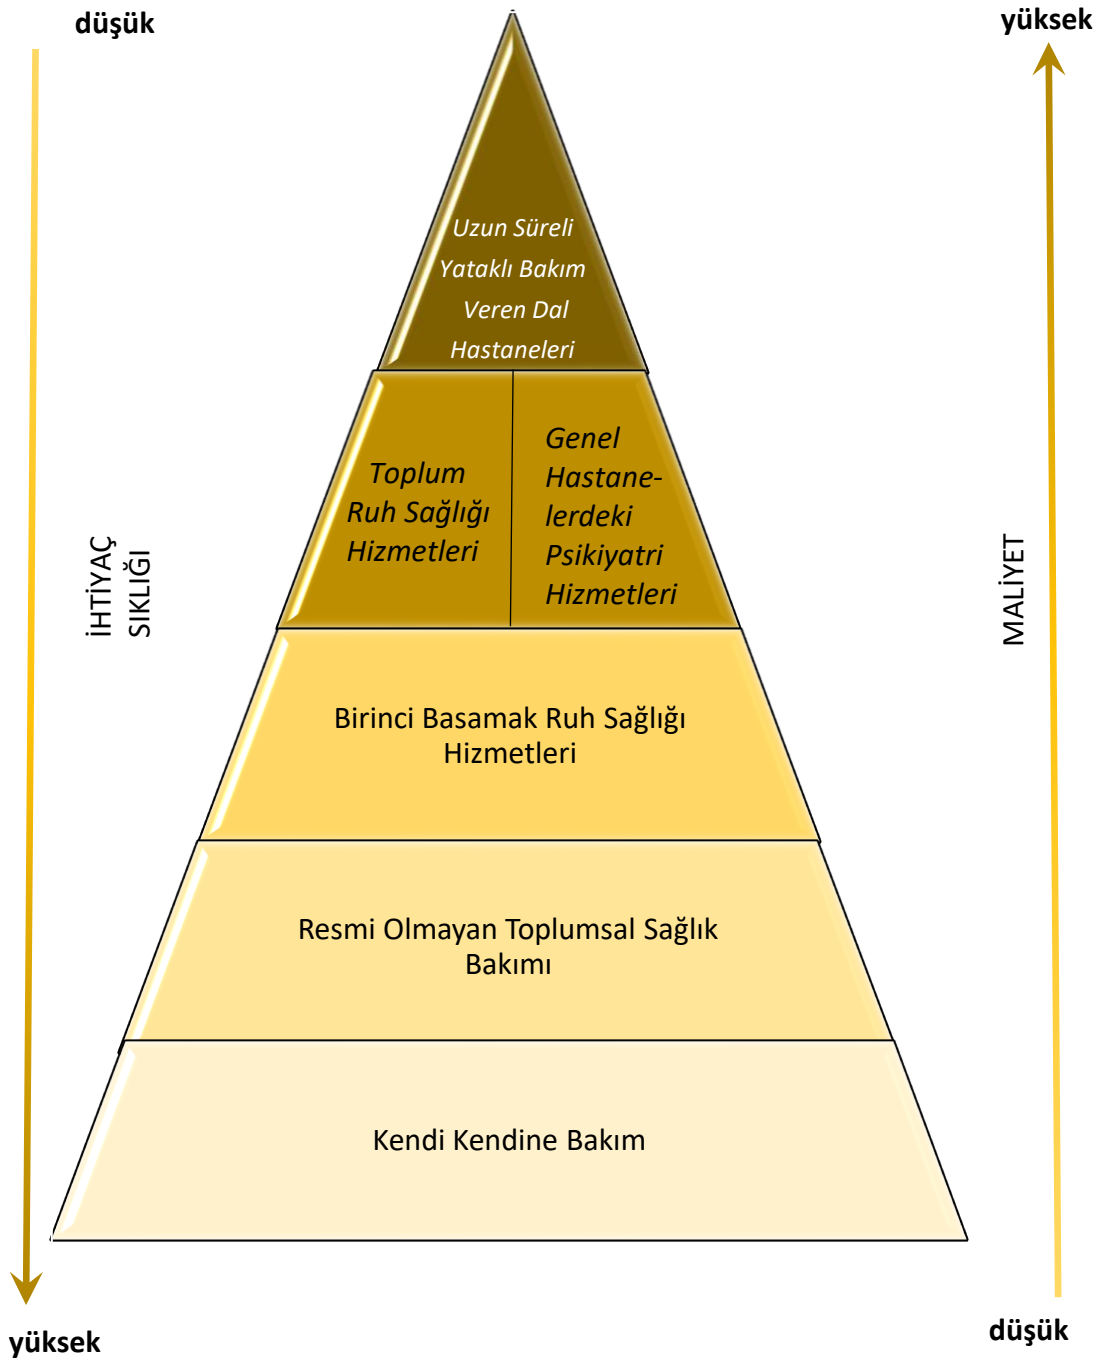 düşük
yüksek
Uzun Süreli
Yataklı Bakım
Veren Dal
Hastaneleri
Toplum
Ruh Sağlığı
Hizmetleri
Genel
Hastane-
lerdeki
Psikiyatri
Hizmetleri
İHTİYAÇ
SIKLIĞI
MALİYET
Birinci Basamak Ruh Sağlığı
Hizmetleri
Resmi Olmayan Toplumsal Sağlık
Bakımı
Kendi Kendine Bakım
yüksek
düşük